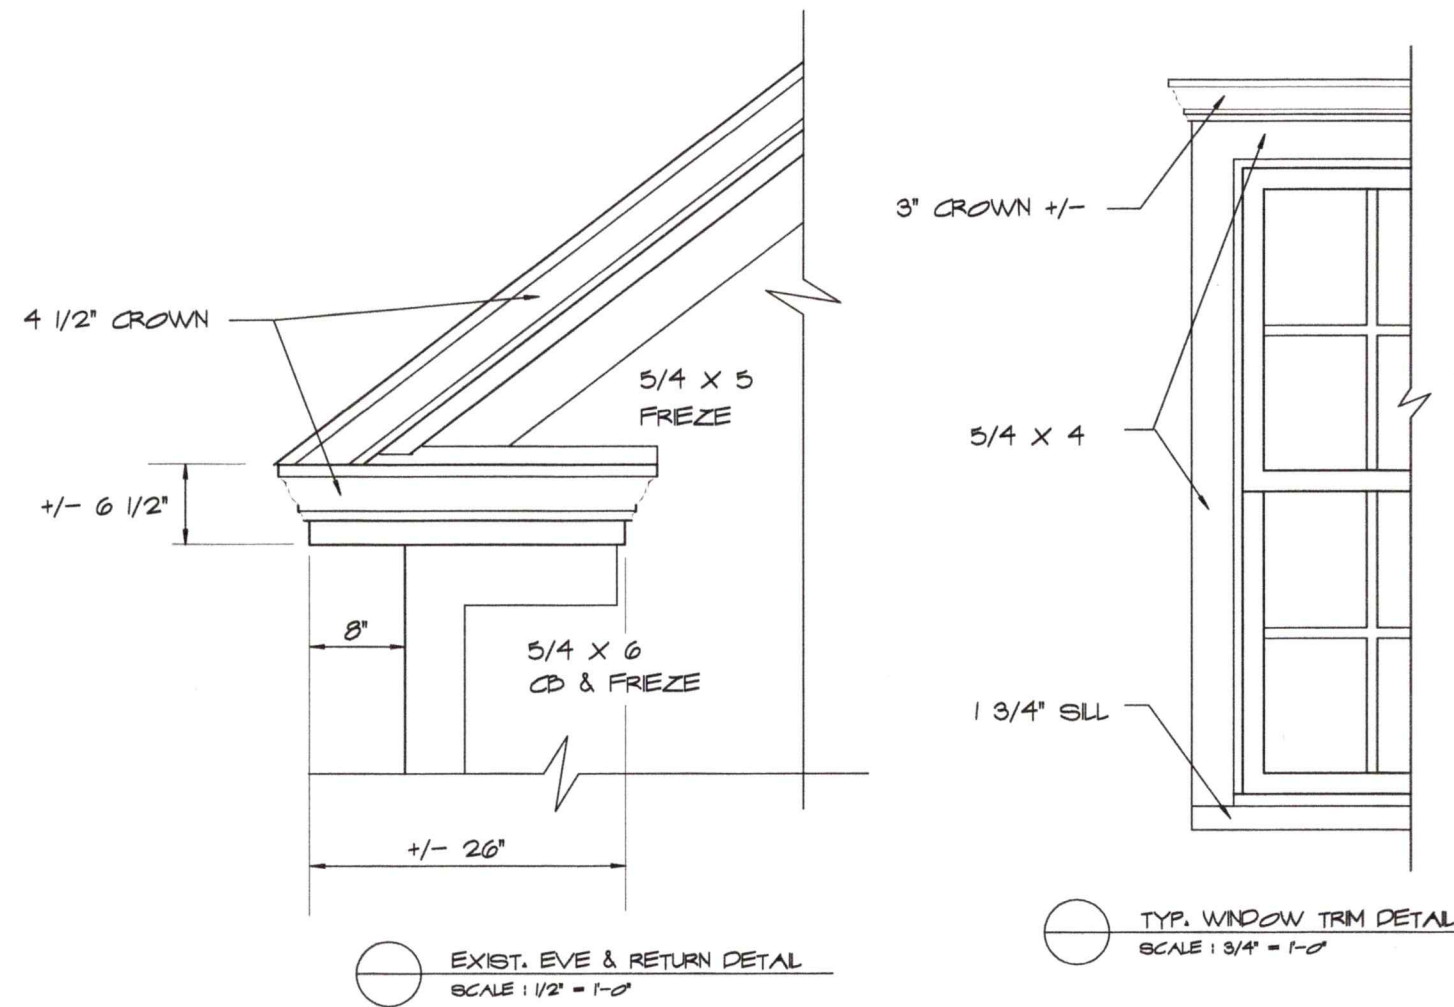 4 1/2" CROWN
5/4 X 5
FRIEZE
+/- 6 1/2"
8"
5/4 X 6
CB & FRIEZE
+/- 26"
EXIST. EVE & RETURN DETAIL
SCALE : 1/2" = 1'-0"
3" CROWN +/-
5/4 X 4
1 3/4" SILL
TYP. WINDOW TRIM DETAIL
SCALE : 3/4" = 1'-0"